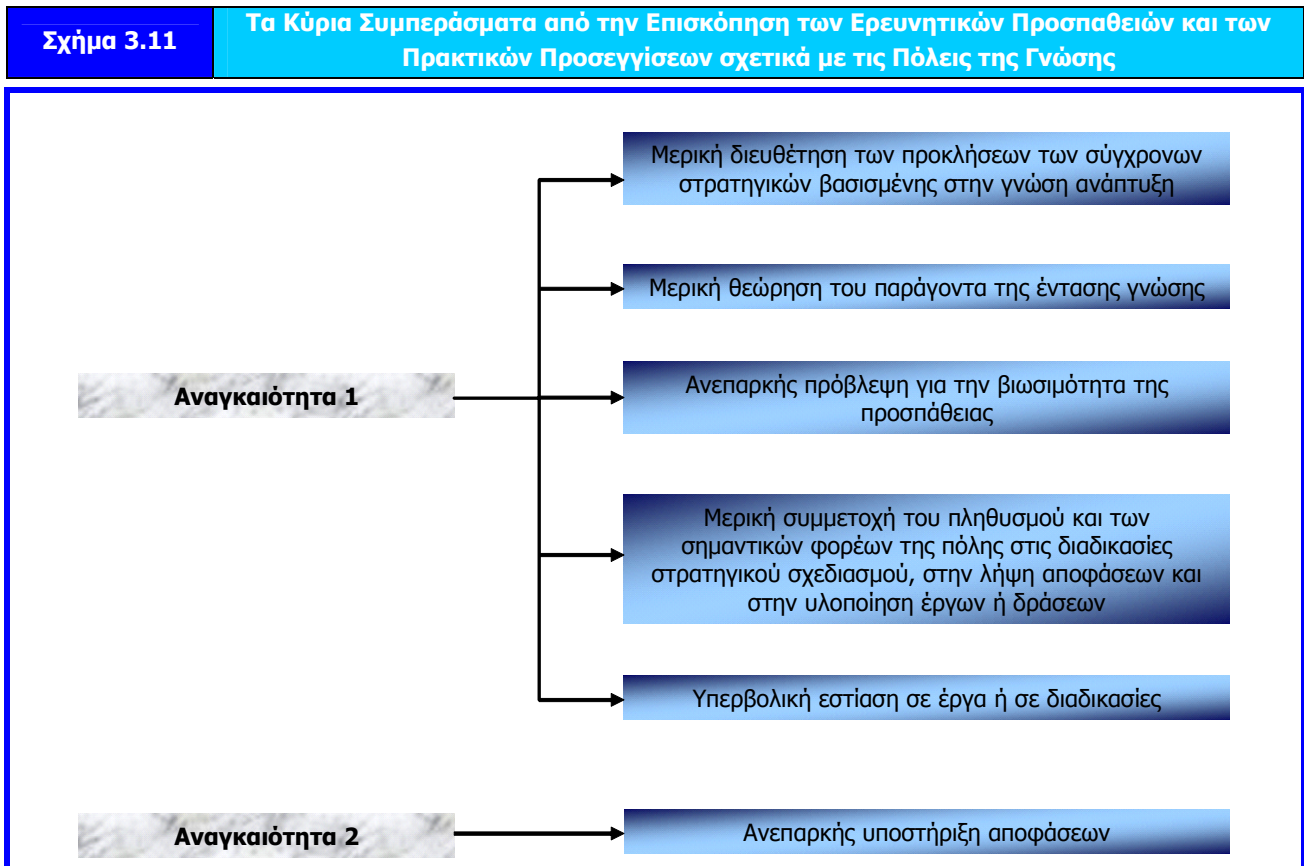 Σχήμα 3.11
Τα Κύρια Συμπεράσματα από την Επισκόπηση των Ερευνητικών Προσπαθειών και των
Πρακτικών Προσεγγίσεων σχετικά με τις Πόλεις της Γνώσης
Αναγκαιότητα 1
Μερική διευθέτηση των προκλήσεων των σύγχρονων
στρατηγικών βασισμένης στην γνώση ανάπτυξη
Μερική θεώρηση του παράγοντα της έντασης γνώσης
Ανεπαρκής πρόβλεψη για την βιωσιμότητα της
προσπάθειας
Μερική συμμετοχή του πληθυσμού και των
σημαντικών φορέων της πόλης στις διαδικασίες
στρατηγικού σχεδιασμού, στην λήψη αποφάσεων και
στην υλοποίηση έργων ή δράσεων
Υπερβολική εστίαση σε έργα ή σε διαδικασίες
Αναγκαιότητα 2
Ανεπαρκής υποστήριξη αποφάσεων